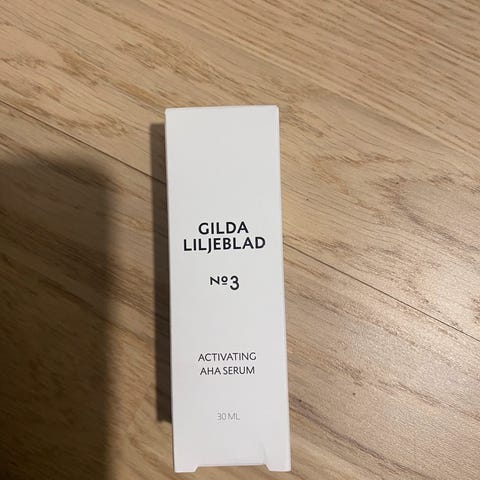 GILDA
LILJEBLAD
Nº3
ACTIVATING
AHA SERUM
30 ML